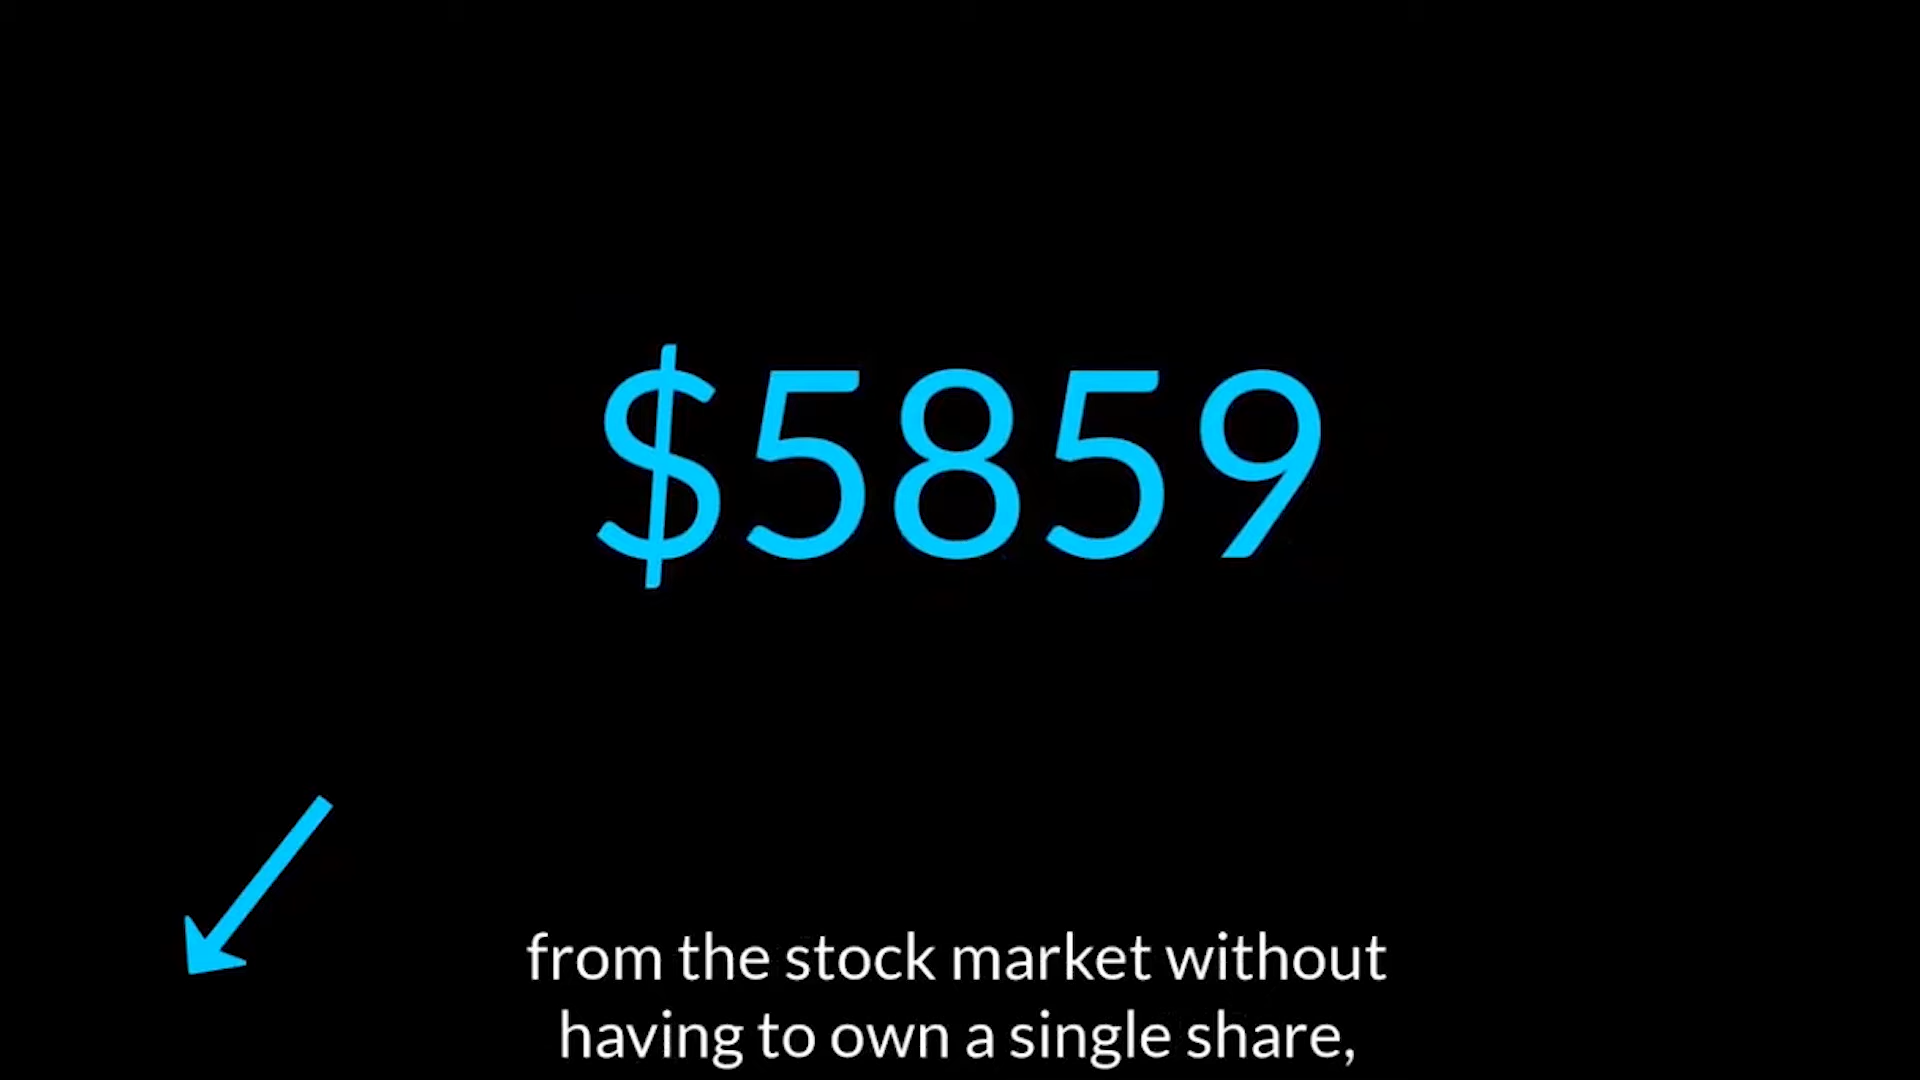 $5859
from the stock market without
having to own a single share,